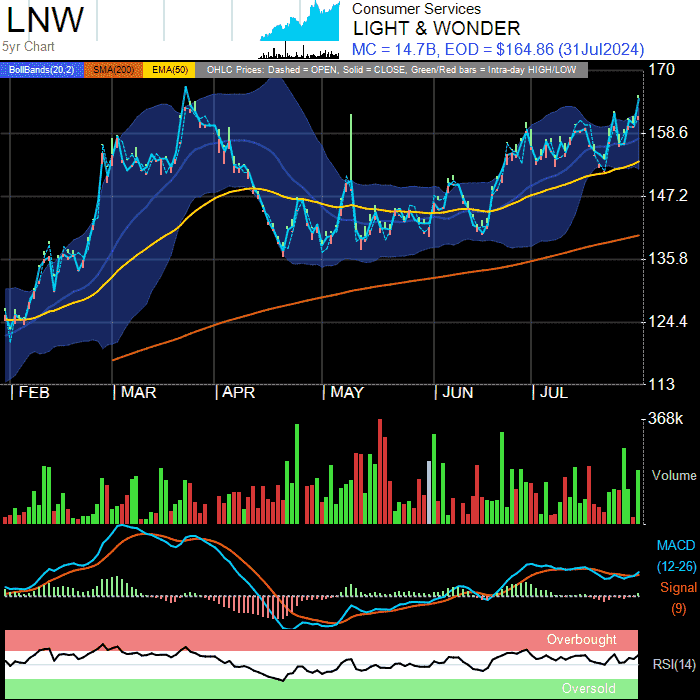 LNW
5yr Chart
Consumer Services
LIGHT & WONDER
MC = 14.7B, EOD = $164.86 (31Jul2024)
BollBands(20,2) SMA(200) EMA(50) OHLC Prices: Dashed = OPEN, Solid = CLOSE, Green/Red bars = Intra-day HIGH/LOW
170
158.6
147.2
135.8
124.4
113
FEB MAR APR MAY JUN JUL
368k
Volume
MACD
(12-26)
Signal
(9)
Overbought
RSI(14)
Oversold